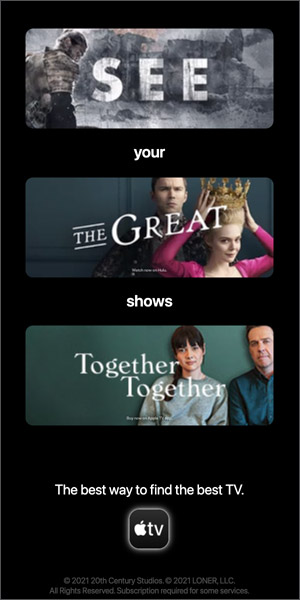 SEE
your
THE GREAT
Watch now on Hulu.
shows
Together
Together
Buy now on Apple TV app.
The best way to find the best TV.
tv
© 2021 20th Century Studios. © 2021 LONER, LLC.
All Rights Reserved. Subscription required for some services.